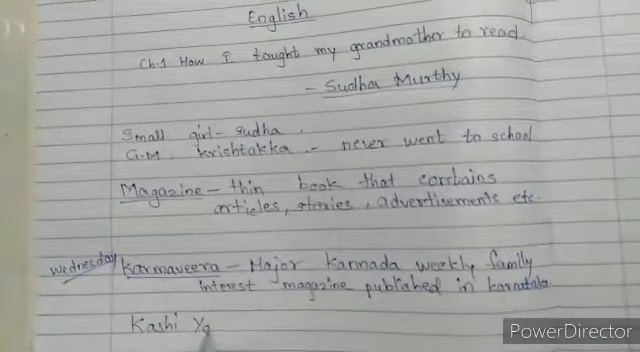 English
Ch.1 How I taught my grandmother to read.
- Sudha Murthy
Small girl - sudha.
G.M. Krishtakka - never went to school
Magazine - thin book that contains
articles, stories, advertisements etc.
Wednesday Karmaveera - Major Kannada weekly family
interest magazine published in Karnataka
Kashi Ya
PowerDirector